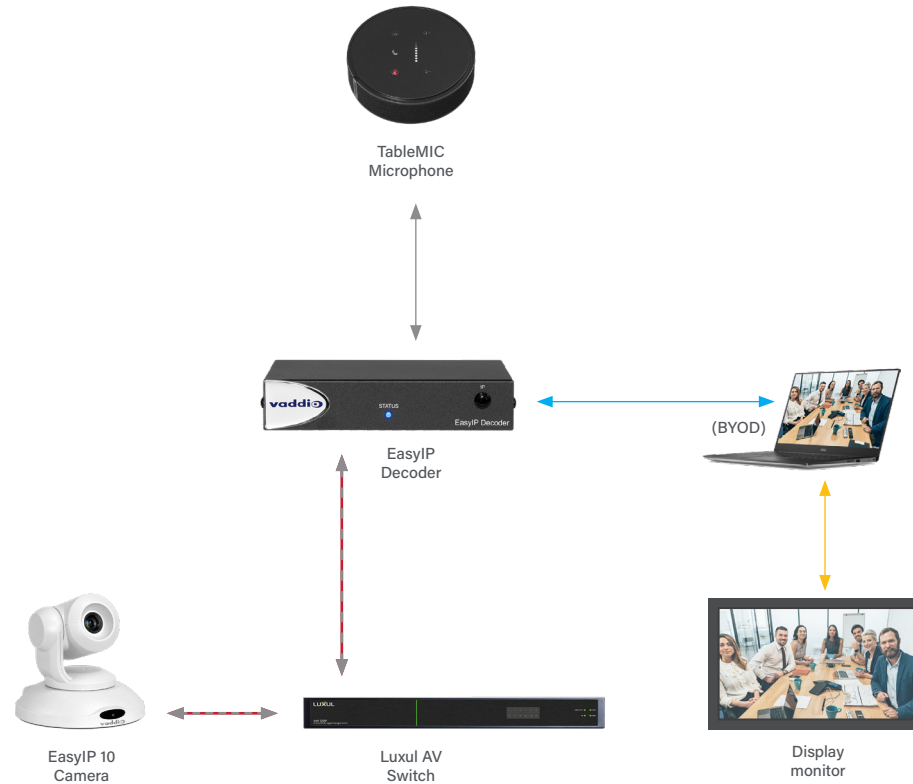 TableMIC
Microphone
vaddio
STATUS
IP
EasyIP Decoder
EasyIP
Decoder
(BYOD)
vaddio
LUXUL
EasyIP 10
Camera
Luxul AV
Switch
Display
monitor